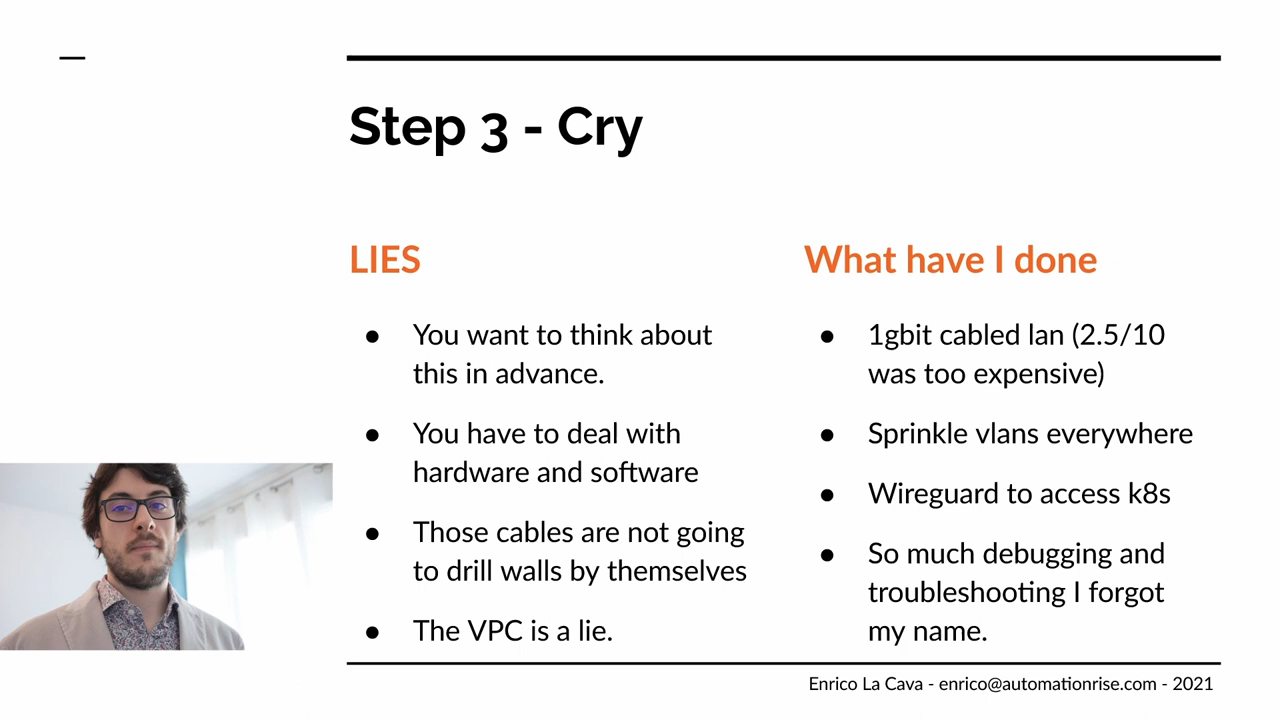 Step 3 - Cry
LIES
● You want to think about
this in advance.
● You have to deal with
hardware and software
● Those cables are not going
to drill walls by themselves
● The VPC is a lie.
What have I done
● 1gbit cabled lan (2.5/10
was too expensive)
● Sprinkle vlans everywhere
● Wireguard to access k8s
● So much debugging and
troubleshooting I forgot
my name.
Enrico La Cava - enrico@automationrise.com - 2021